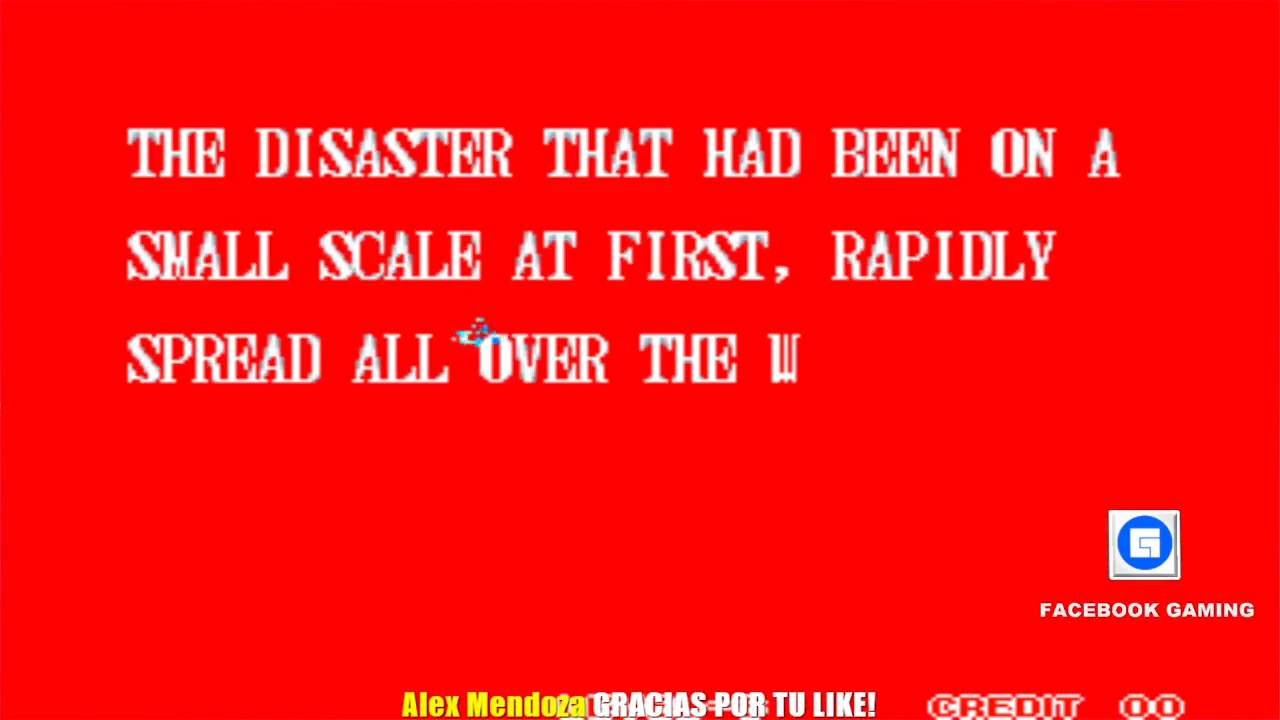 THE DISASTER THAT HAD BEEN ON A
SMALL SCALE AT FIRST, RAPIDLY
SPREAD ALL OVER THE W
FACEBOOK GAMING
Alex Mendoza GRACIAS POR TU LIKE!
CREDIT 00